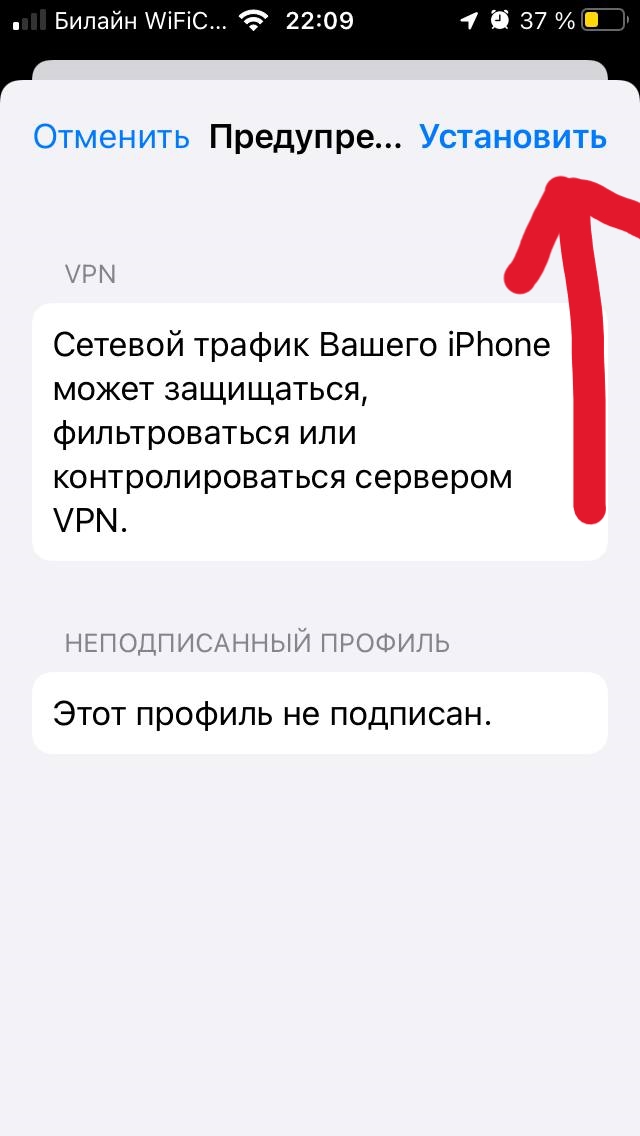 Билайн WiFiC... 22:09 37 %
Отменить Предупре... Установить
VPN
Сетевой трафик Вашего iPhone
может защищаться,
фильтроваться или
контролироваться сервером
VPN.
НЕПОДПИСАННЫЙ ПРОФИЛЬ
Этот профиль не подписан.